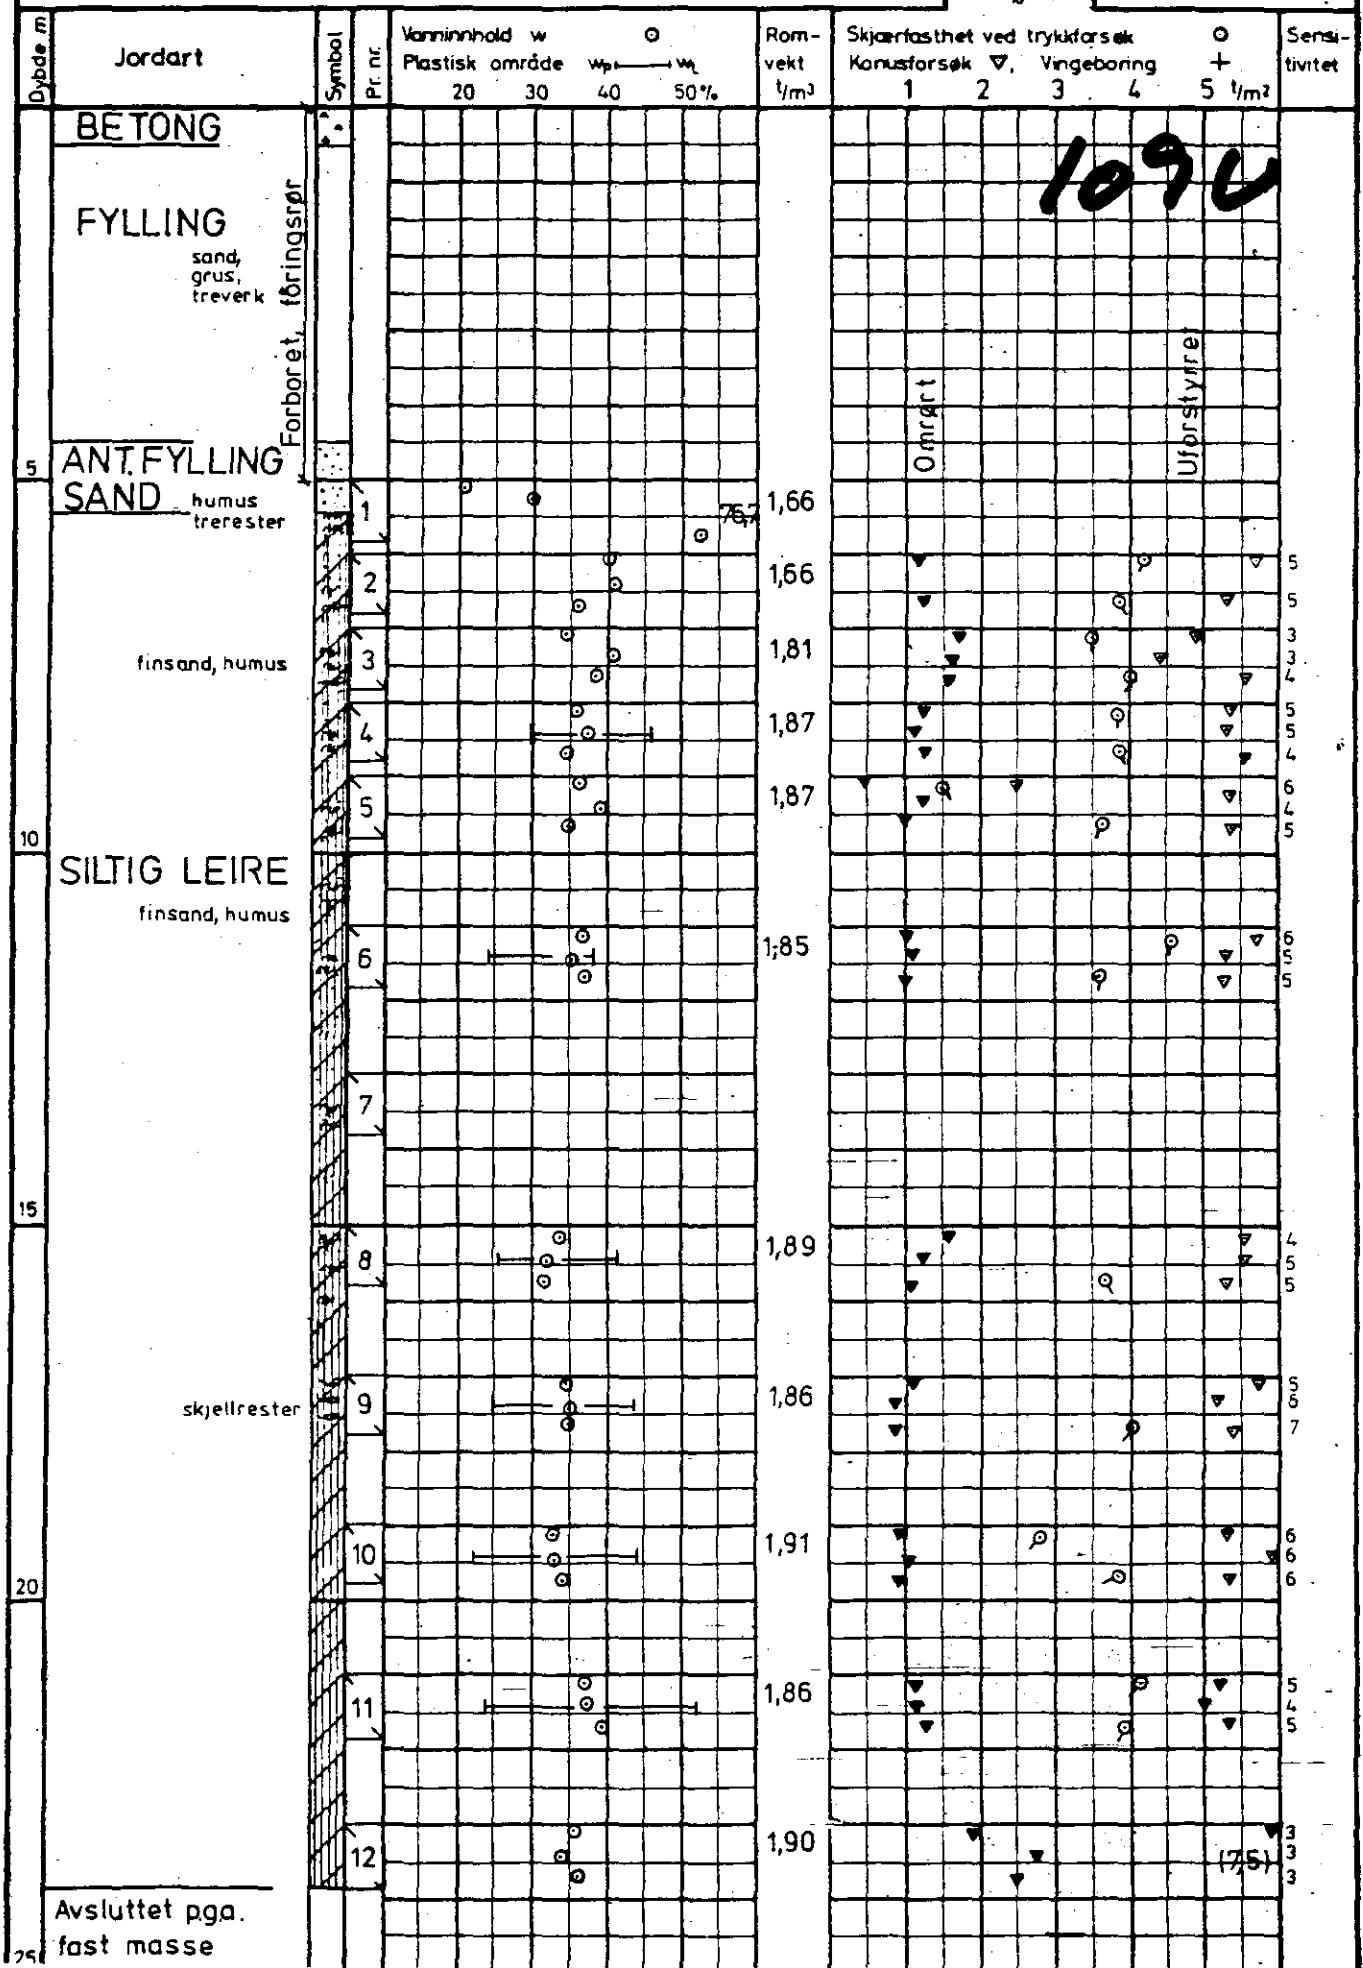 Dybde m
Jordart
Symbol
Pr. nr.
Vanninnhold w ⊙
Plastisk område wp wL
20 30 40 50%
Rom-
vekt
t/m³
Skjærfasthet ved trykkforsøk ⊙
Konusforsøk ▽, Vingeboring +
1 2 3 4 5 t/m²
Sensi-
tivitet
BETONG
1090
FYLLING
sand,
grus,
treverk
Forboret, fôringsrør
Omrørt
Uforstyrret
5
ANT. FYLLING
SAND humus
trerester
1
76,7
1,66
2
1,66
5
5
finsand, humus
3
1,81
3
3
4
4
1,87
5
5
4
5
1,87
6
4
5
10
SILTIG LEIRE
finsand, humus
6
1,85
6
5
5
7
15
8
1,89
4
5
5
skjellrester
9
1,86
5
6
7
10
1,91
6
6
6
20
11
1,86
5
4
5
12
1,90
(7,5)
3
3
3
Avsluttet p.g.a.
fast masse
25